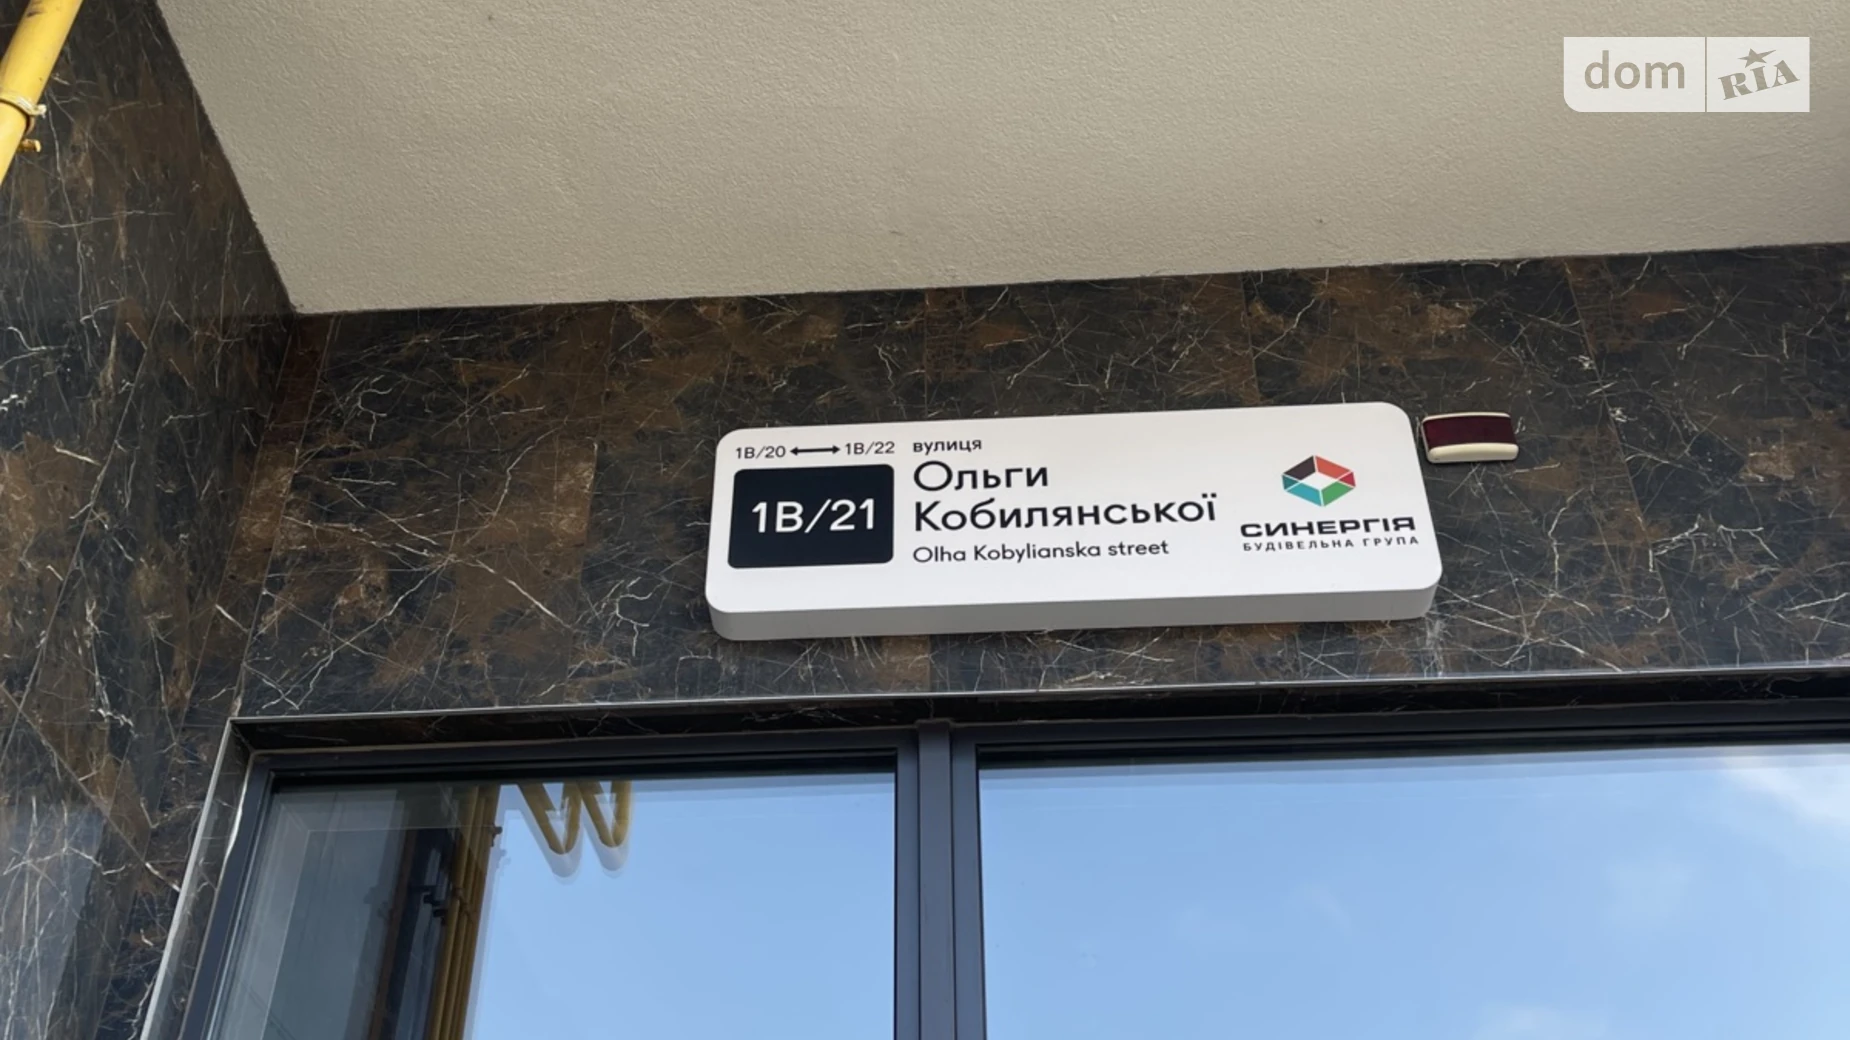 dom RIA
1В/20 ⟷ 1В/22 вулиця
1В/21
Ольги
Кобилянської
Olha Kobylianska street
СИНЕРГІЯ
БУДІВЕЛЬНА ГРУПА